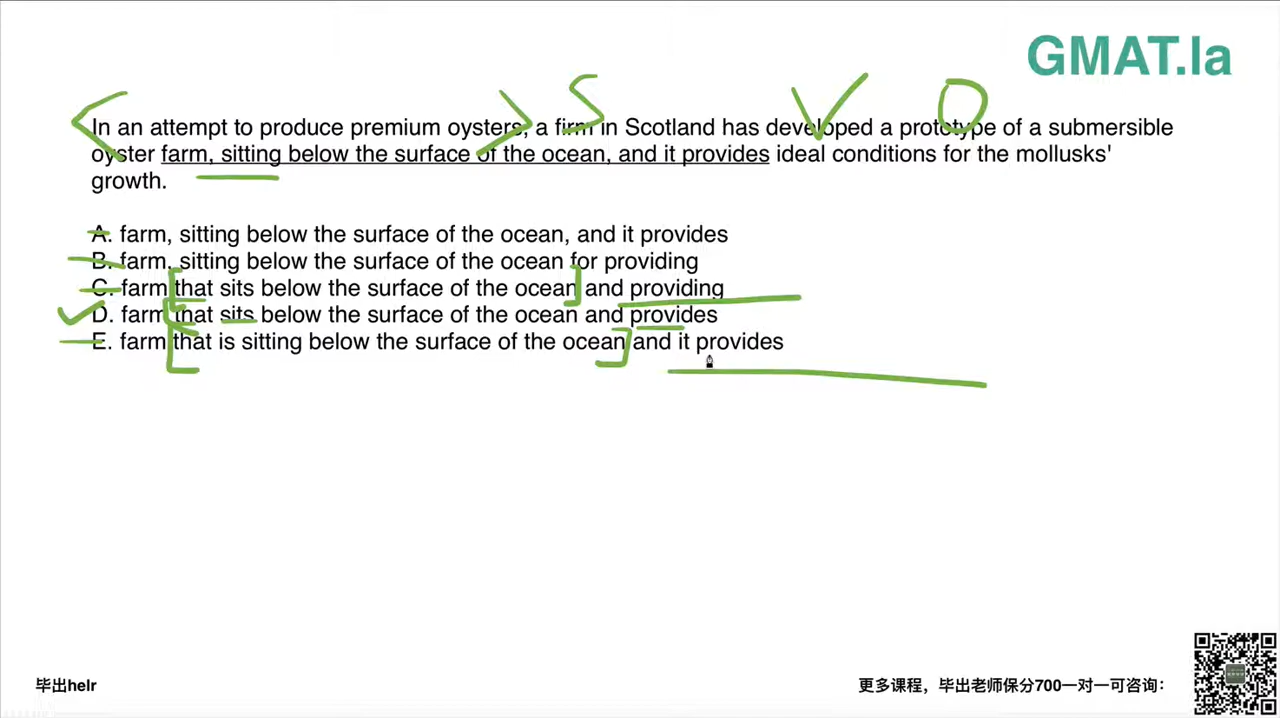 GMAT.la
In an attempt to produce premium oysters, a firm in Scotland has developed a prototype of a submersible
oyster farm, sitting below the surface of the ocean, and it provides ideal conditions for the mollusks'
growth.
A. farm, sitting below the surface of the ocean, and it provides
B. farm, sitting below the surface of the ocean for providing
C. farm that sits below the surface of the ocean and providing
D. farm that sits below the surface of the ocean and provides
E. farm that is sitting below the surface of the ocean and it provides
S V O
毕出helr
更多课程，毕出老师保分700一对一可咨询：